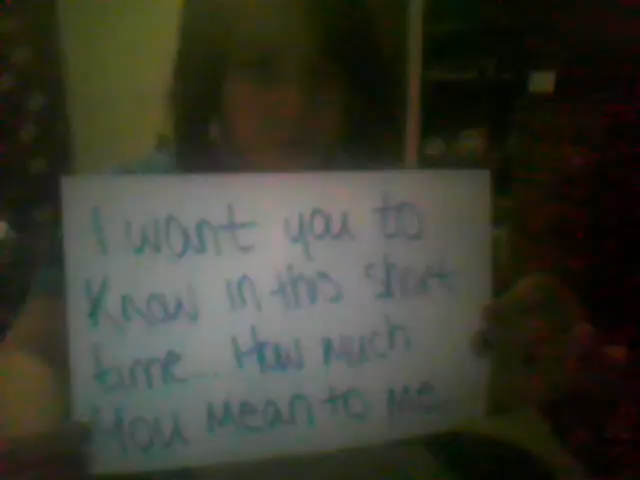 I want you to
Know in this short
time... How much
You Mean to Me